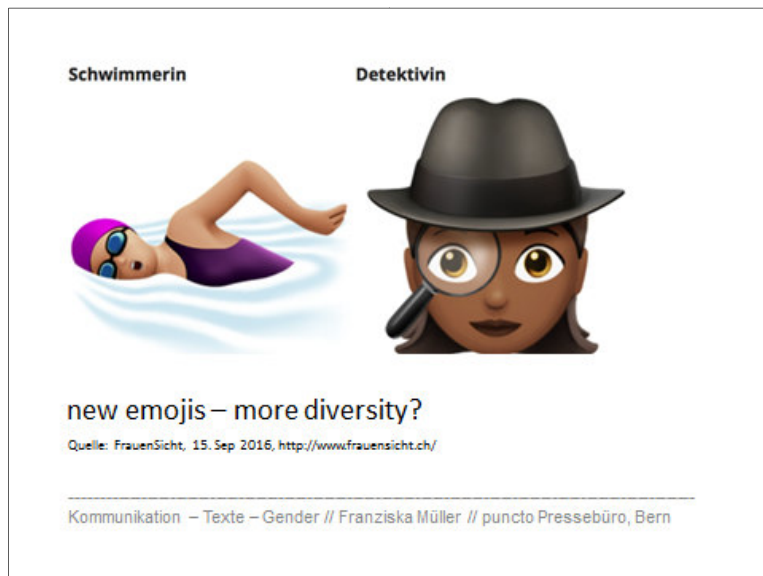 Schwimmerin Detektivin
new emojis – more diversity?
Quelle: FrauenSicht, 15. Sep 2016, http://www.frauensicht.ch/
Kommunikation – Texte – Gender // Franziska Müller // puncto Pressebüro, Bern